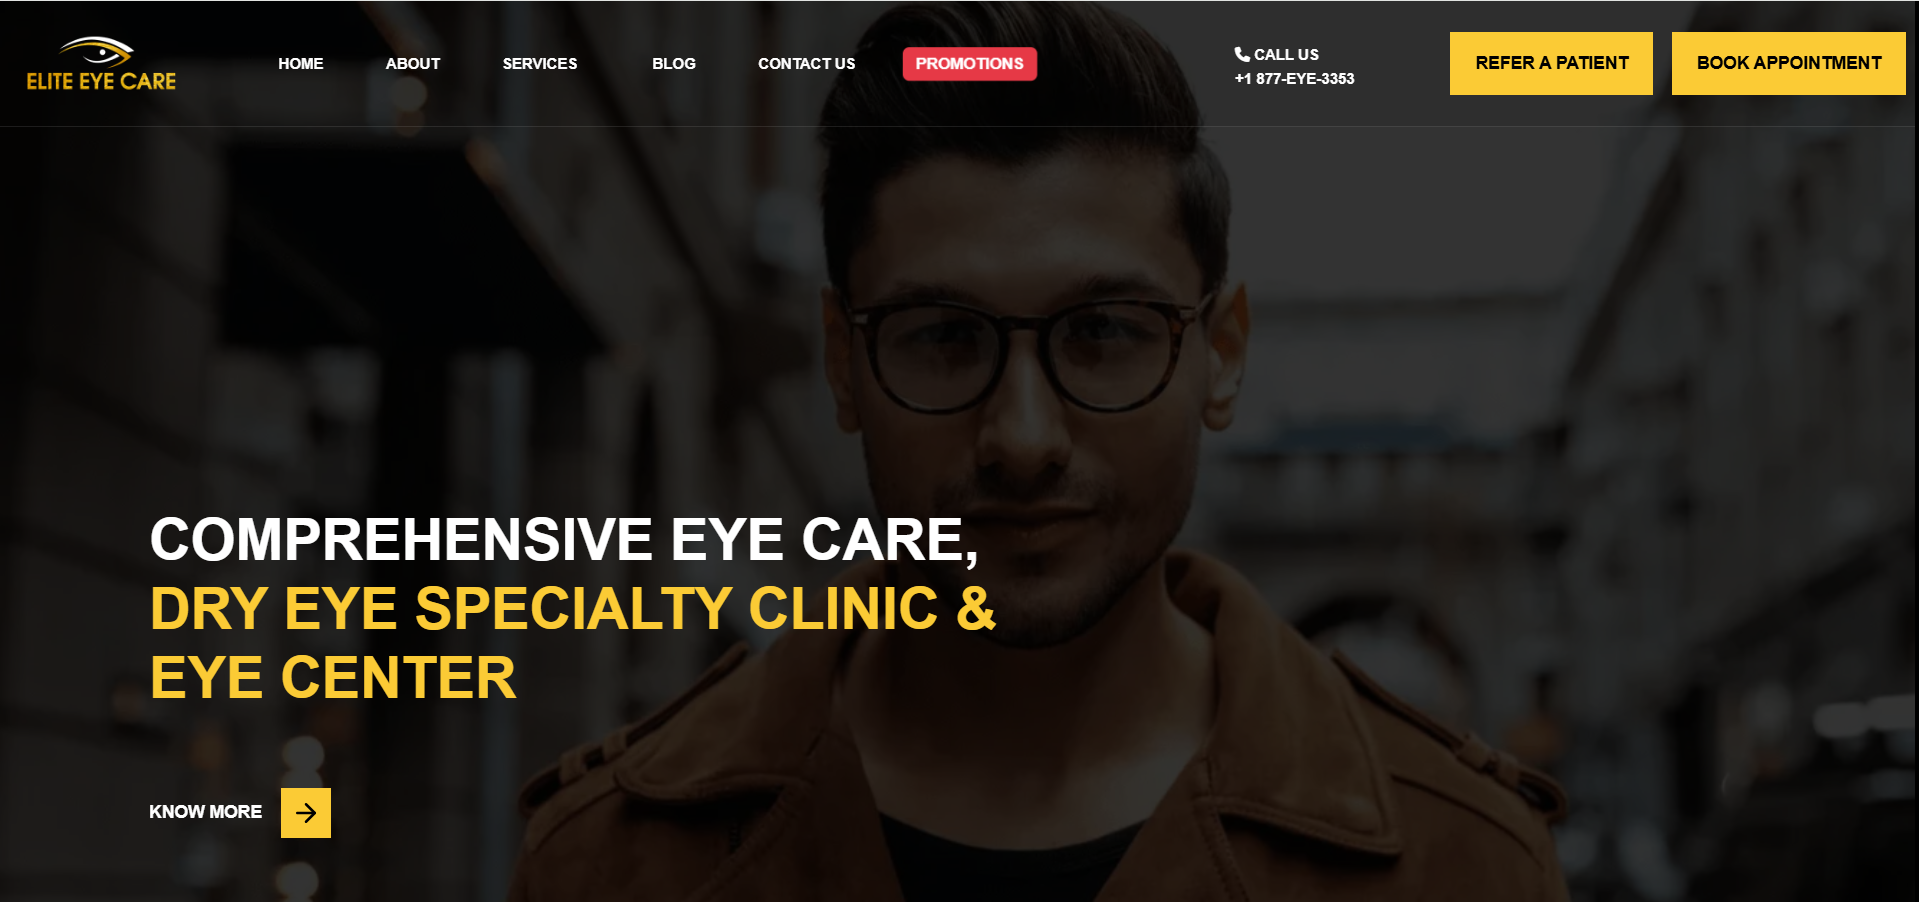 ELITE EYE CARE
HOME
ABOUT
SERVICES
BLOG
CONTACT US
PROMOTIONS
CALL US
+1 877-EYE-3353
REFER A PATIENT
BOOK APPOINTMENT
COMPREHENSIVE EYE CARE,
DRY EYE SPECIALTY CLINIC &
EYE CENTER
KNOW MORE